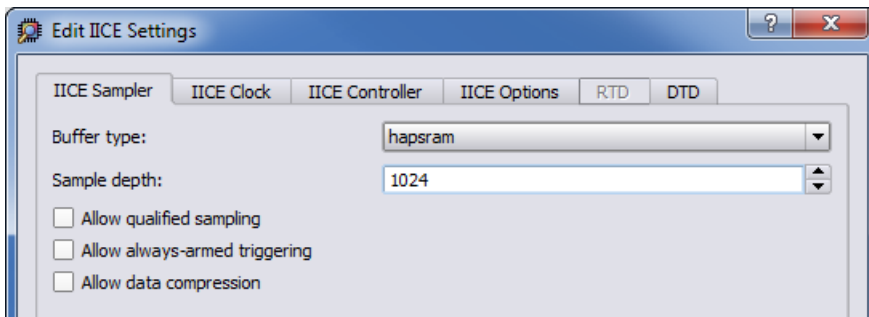 Edit IICE Settings
? X
IICE Sampler IICE Clock IICE Controller IICE Options RTD DTD
Buffer type: hapsram
Sample depth: 1024
Allow qualified sampling
Allow always-armed triggering
Allow data compression